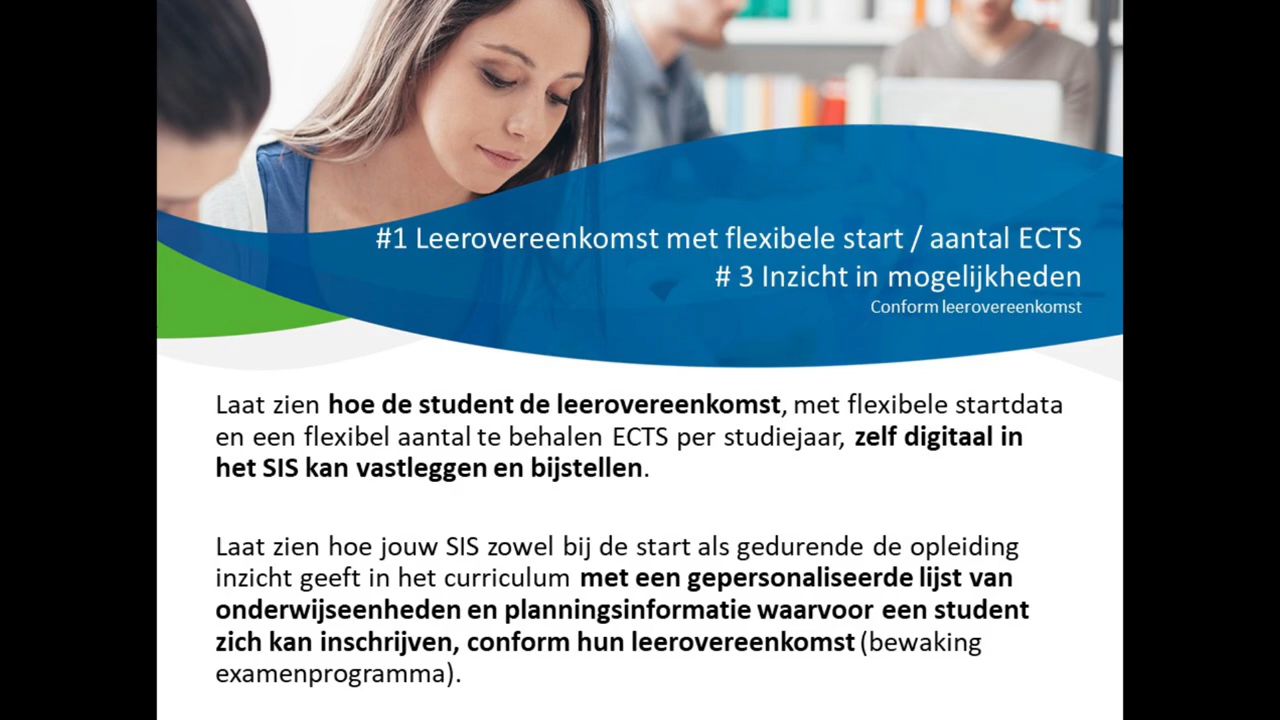 #1 Leerovereenkomst met flexibele start / aantal ECTS
# 3 Inzicht in mogelijkheden
Conform leerovereenkomst
Laat zien hoe de student de leerovereenkomst, met flexibele startdata
en een flexibel aantal te behalen ECTS per studiejaar, zelf digitaal in
het SIS kan vastleggen en bijstellen.
Laat zien hoe jouw SIS zowel bij de start als gedurende de opleiding
inzicht geeft in het curriculum met een gepersonaliseerde lijst van
onderwijseenheden en planningsinformatie waarvoor een student
zich kan inschrijven, conform hun leerovereenkomst (bewaking
examenprogramma).